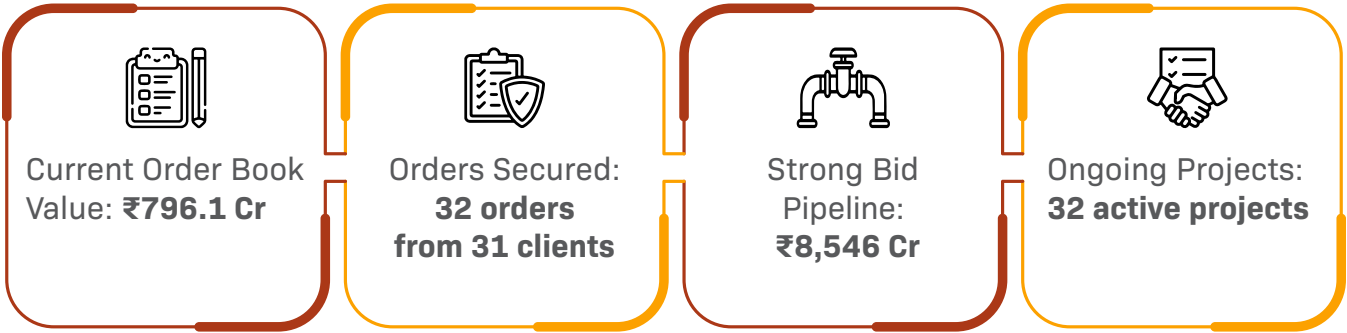 Current Order Book
Value: ₹796.1 Cr
Orders Secured:
32 orders
from 31 clients
Strong Bid
Pipeline:
₹8,546 Cr
Ongoing Projects:
32 active projects